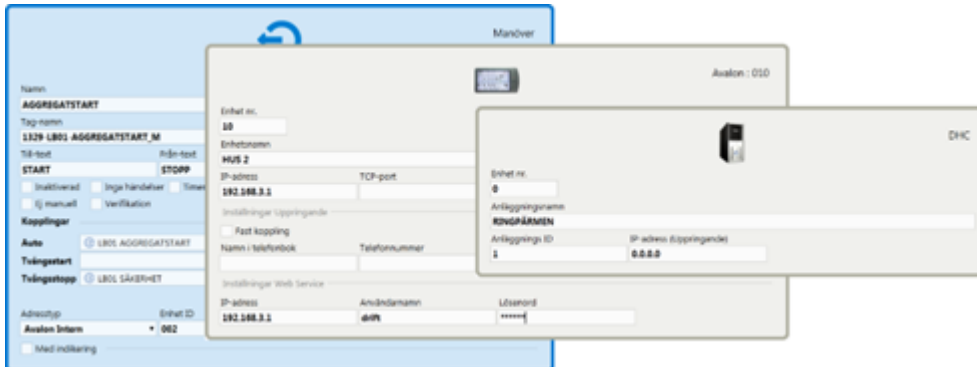 Manöver
Namn
AGGREGATSTART
Tag-namn
1329-LB01-AGGREGATSTART_M
Till-text Från-text
START STOPP
Inaktiverad Inga händelser
Ej manuell Verifikation
Kopplingar
Auto LB01 AGGREGATSTART
Tvångsstart
Tvångsstopp LB01 SÄKERHET
Adresstyp Enhet ID
Avalon Intern 002
Med indikering
Avalon : 010
Enhet nr.
10
Enhetsnamn
HUS 2
IP-adress TCP-port
192.168.3.1
Inställningar Uppringande
Fast koppling
Namn i telefonbok Telefonnummer
Inställningar Web Service
IP-adress Användarnamn Lösenord
192.168.3.1 drift ******
DHC
Enhet nr.
0
Anläggningsnamn
RINGPÄRMEN
Anläggnings ID IP-adress (Uppringande)
1 0.0.0.0